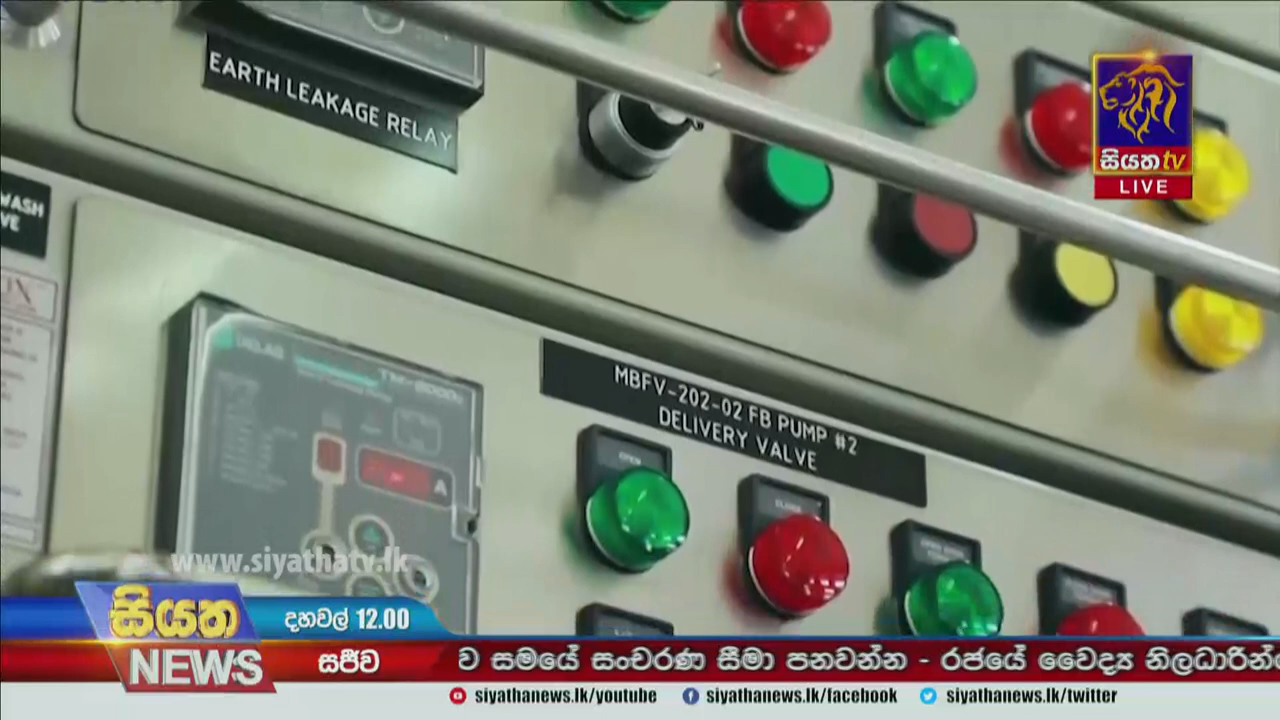 EARTH LEAKAGE RELAY
WASH
VE
MBFV-202-02 FB PUMP #2
DELIVERY VALVE
OPEN
CLOSE
A
සියත tv
LIVE
www.siyathatv.lk
සියත
NEWS
දහවල් 12.00
සජීව
ව සමයේ සංචරණ සීමා පනවන්න - රජයේ වෛද්‍ය නිලධාරින්
siyathanews.lk/youtube
siyathanews.lk/facebook
siyathanews.lk/twitter